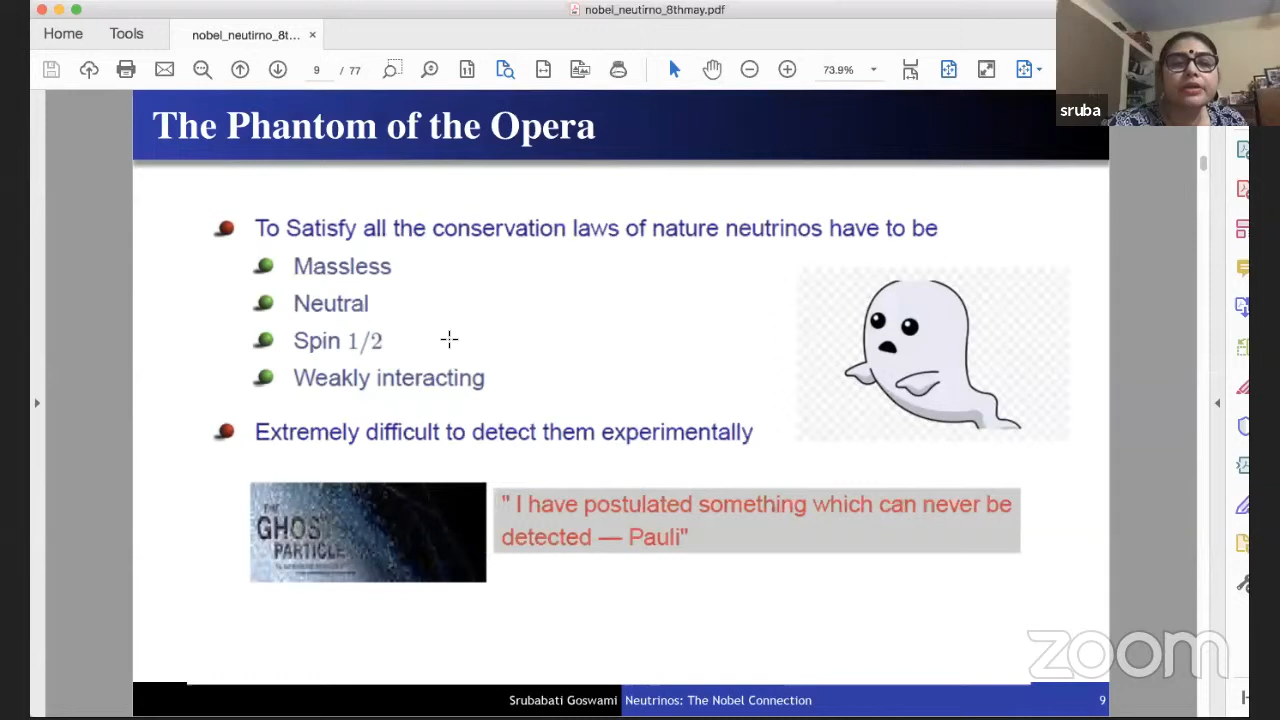 nobel_neutirno_8thmay.pdf
Home Tools nobel_neutirno_8t... ×
9 / 77 73.9%
sruba
The Phantom of the Opera
To Satisfy all the conservation laws of nature neutrinos have to be
Massless
Neutral
Spin 1/2
Weakly interacting
Extremely difficult to detect them experimentally
THE
GHOST
PARTICLE
" I have postulated something which can never be
detected — Pauli"
zoom
Srubabati Goswami Neutrinos: The Nobel Connection 9